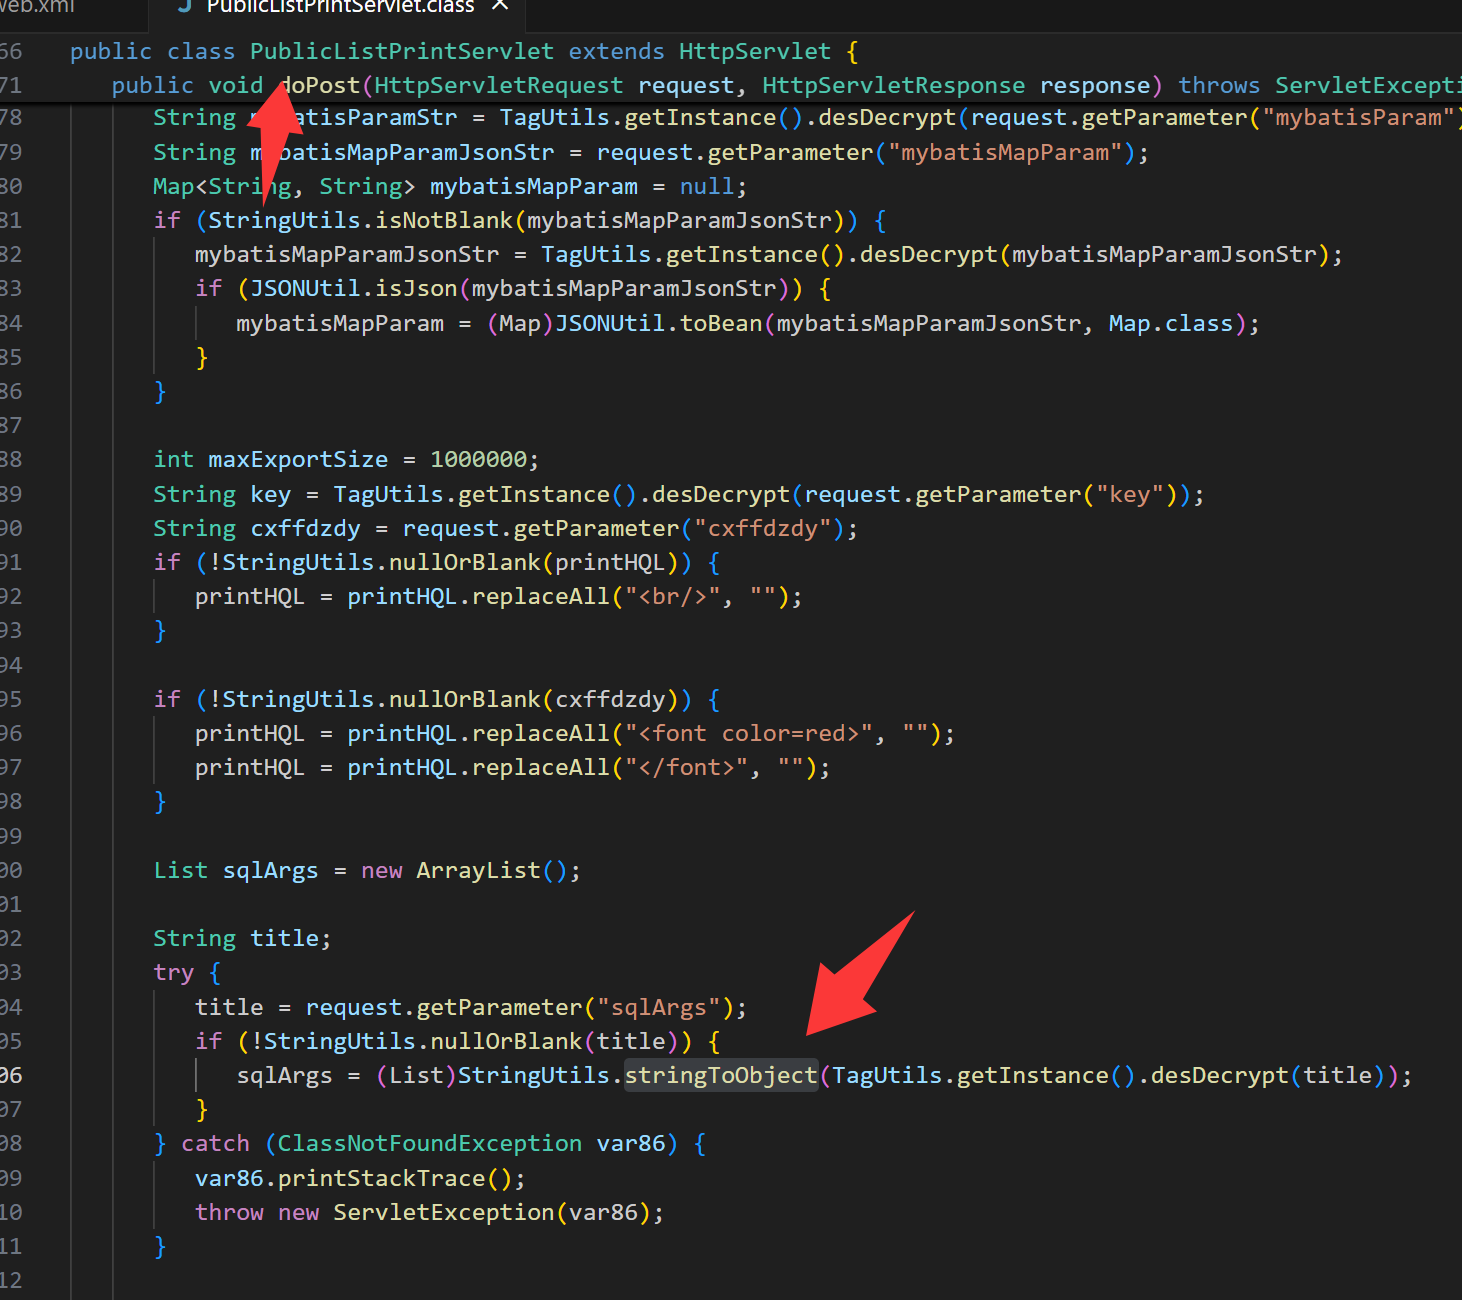 web.xml J PublicListPrintServlet.class ×
66 public class PublicListPrintServlet extends HttpServlet {
71 public void doPost(HttpServletRequest request, HttpServletResponse response) throws ServletExcepti
78 String mybatisParamStr = TagUtils.getInstance().desDecrypt(request.getParameter("mybatisParam")
79 String mybatisMapParamJsonStr = request.getParameter("mybatisMapParam");
80 Map<String, String> mybatisMapParam = null;
81 if (StringUtils.isNotBlank(mybatisMapParamJsonStr)) {
82 mybatisMapParamJsonStr = TagUtils.getInstance().desDecrypt(mybatisMapParamJsonStr);
83 if (JSONUtil.isJson(mybatisMapParamJsonStr)) {
84 mybatisMapParam = (Map)JSONUtil.toBean(mybatisMapParamJsonStr, Map.class);
85 }
86 }
87
88 int maxExportSize = 1000000;
89 String key = TagUtils.getInstance().desDecrypt(request.getParameter("key"));
90 String cxffdzdy = request.getParameter("cxffdzdy");
91 if (!StringUtils.nullOrBlank(printHQL)) {
92 printHQL = printHQL.replaceAll("<br/>", "");
93 }
94
95 if (!StringUtils.nullOrBlank(cxffdzdy)) {
96 printHQL = printHQL.replaceAll("<font color=red>", "");
97 printHQL = printHQL.replaceAll("</font>", "");
98 }
99
00 List sqlArgs = new ArrayList();
01
02 String title;
03 try {
04 title = request.getParameter("sqlArgs");
05 if (!StringUtils.nullOrBlank(title)) {
06 sqlArgs = (List)StringUtils.stringToObject(TagUtils.getInstance().desDecrypt(title));
07 }
08 } catch (ClassNotFoundException var86) {
09 var86.printStackTrace();
10 throw new ServletException(var86);
11 }
12